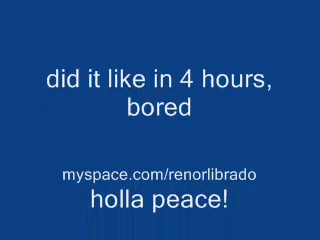 did it like in 4 hours,
bored
myspace.com/renorlibrado
holla peace!